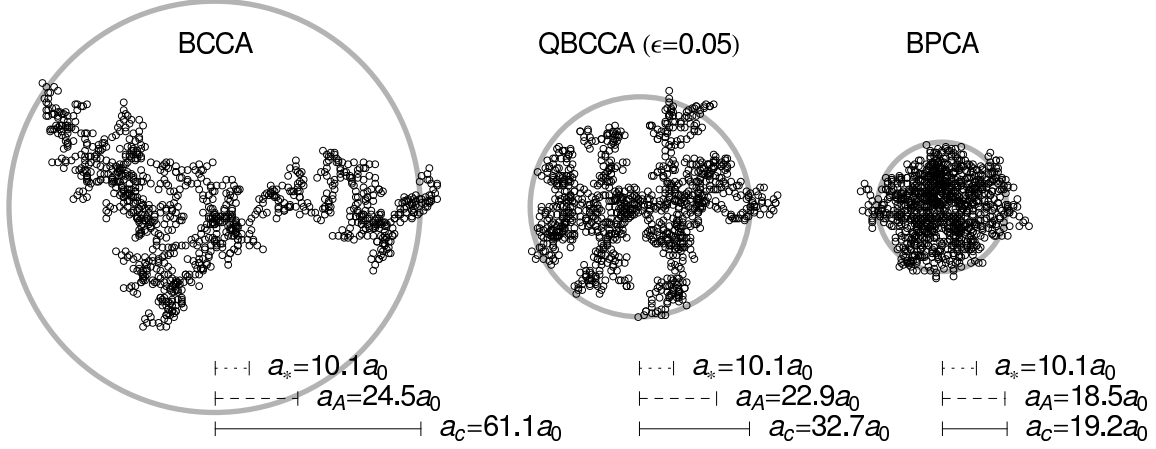 BCCA
QBCCA (ϵ=0.05)
BPCA
a*=10.1a0
a*=10.1a0
a*=10.1a0
aA=24.5a0
aA=22.9a0
aA=18.5a0
ac=61.1a0
ac=32.7a0
ac=19.2a0